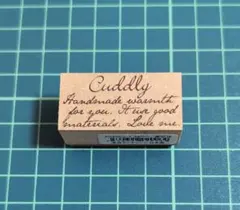 Cuddly
Handmade warmth
for you. It use good
materials. Love me.